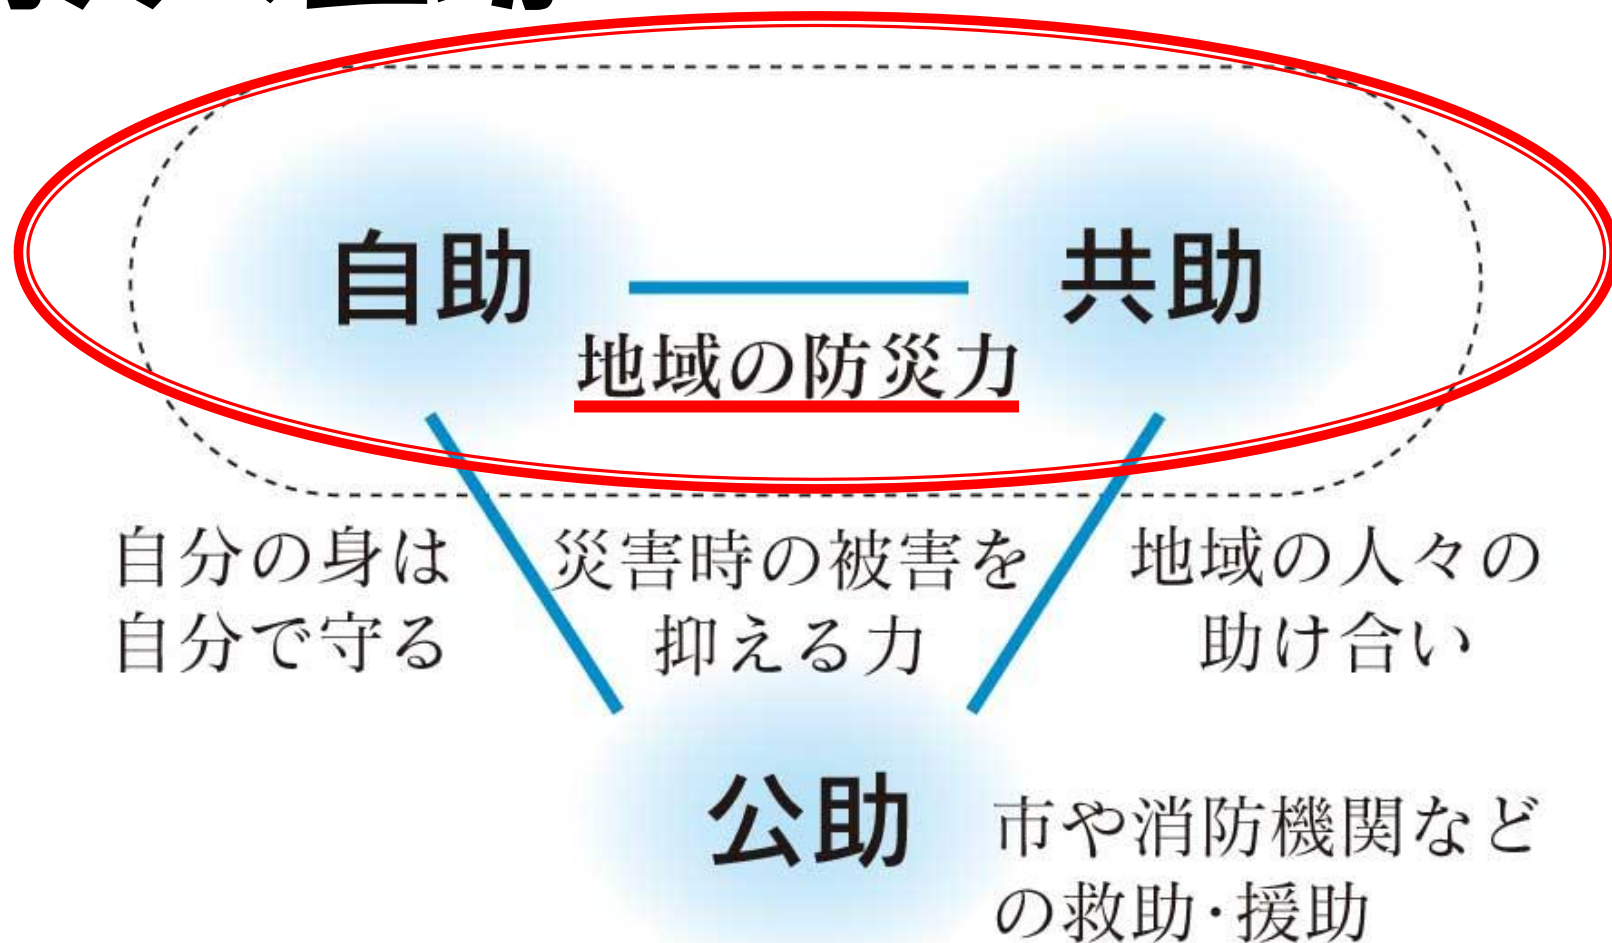 自助
共助
地域の防災力
自分の身は
自分で守る
災害時の被害を
抑える力
地域の人々の
助け合い
公助
市や消防機関など
の救助・援助